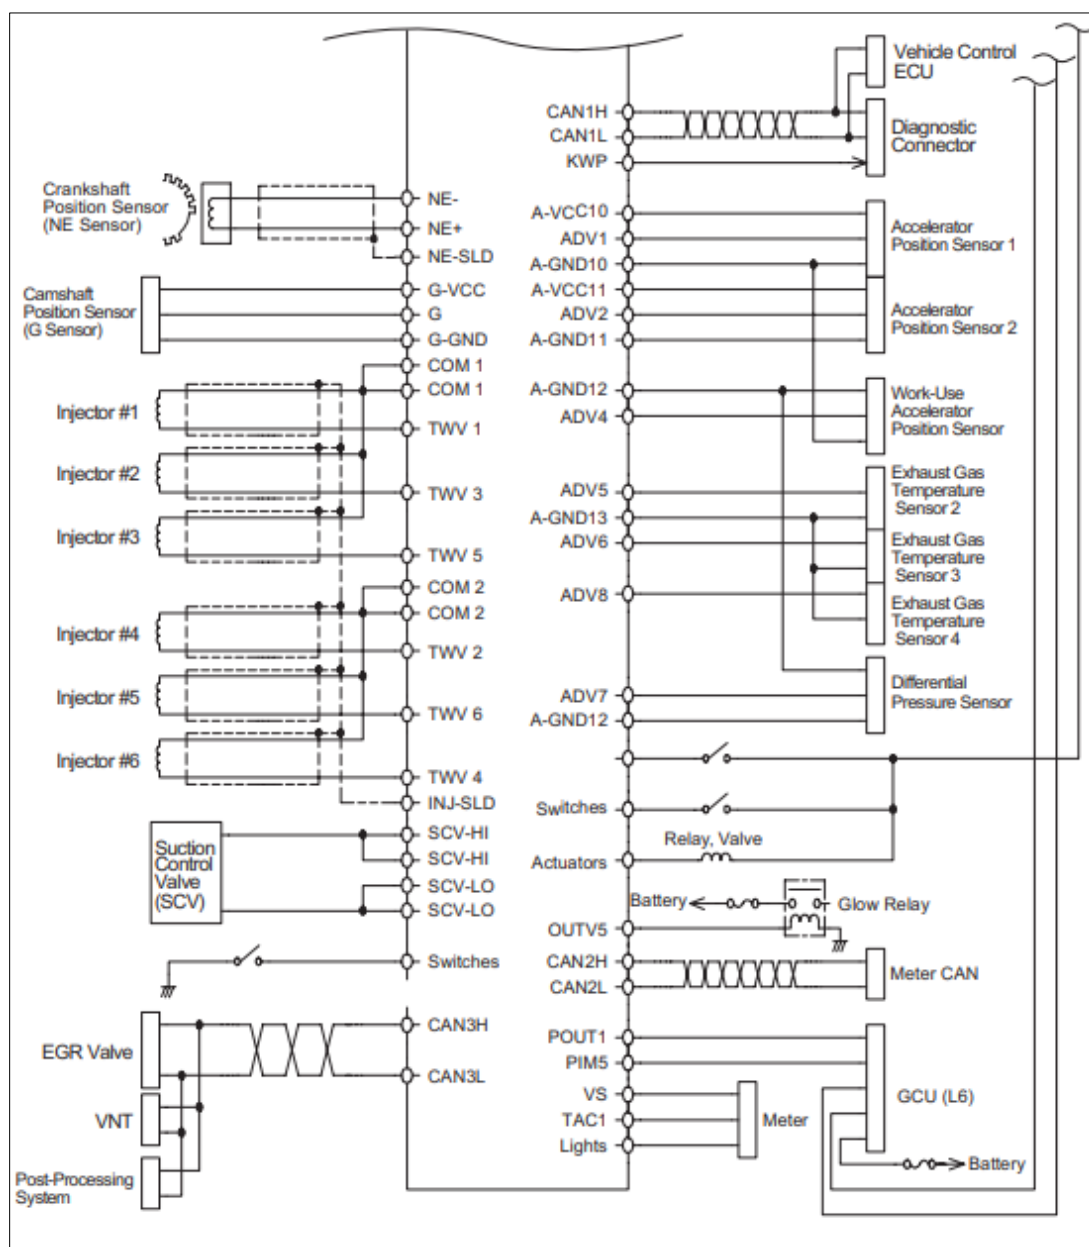 Vehicle Control
ECU
CAN1H
CAN1L
KWP
Diagnostic
Connector
Crankshaft
Position Sensor
(NE Sensor)
NE-
NE+
NE-SLD
A-VCC10
ADV1
A-GND10
Accelerator
Position Sensor 1
Camshaft
Position Sensor
(G Sensor)
G-VCC
G
G-GND
A-VCC11
ADV2
A-GND11
Accelerator
Position Sensor 2
COM 1
COM 1
Injector #1
TWV 1
Injector #2
TWV 3
Injector #3
TWV 5
A-GND12
ADV4
Work-Use
Accelerator
Position Sensor
ADV5
A-GND13
ADV6
ADV8
Exhaust Gas
Temperature
Sensor 2
Exhaust Gas
Temperature
Sensor 3
Exhaust Gas
Temperature
Sensor 4
COM 2
COM 2
Injector #4
TWV 2
Injector #5
TWV 6
Injector #6
TWV 4
INJ-SLD
ADV7
A-GND12
Differential
Pressure Sensor
Switches
Relay, Valve
Actuators
Suction
Control
Valve
(SCV)
SCV-HI
SCV-HI
SCV-LO
SCV-LO
Battery
Glow Relay
OUTV5
Switches
CAN2H
CAN2L
Meter CAN
EGR Valve
CAN3H
CAN3L
VNT
Post-Processing
System
POUT1
PIM5
GCU (L6)
VS
TAC1
Lights
Meter
Battery